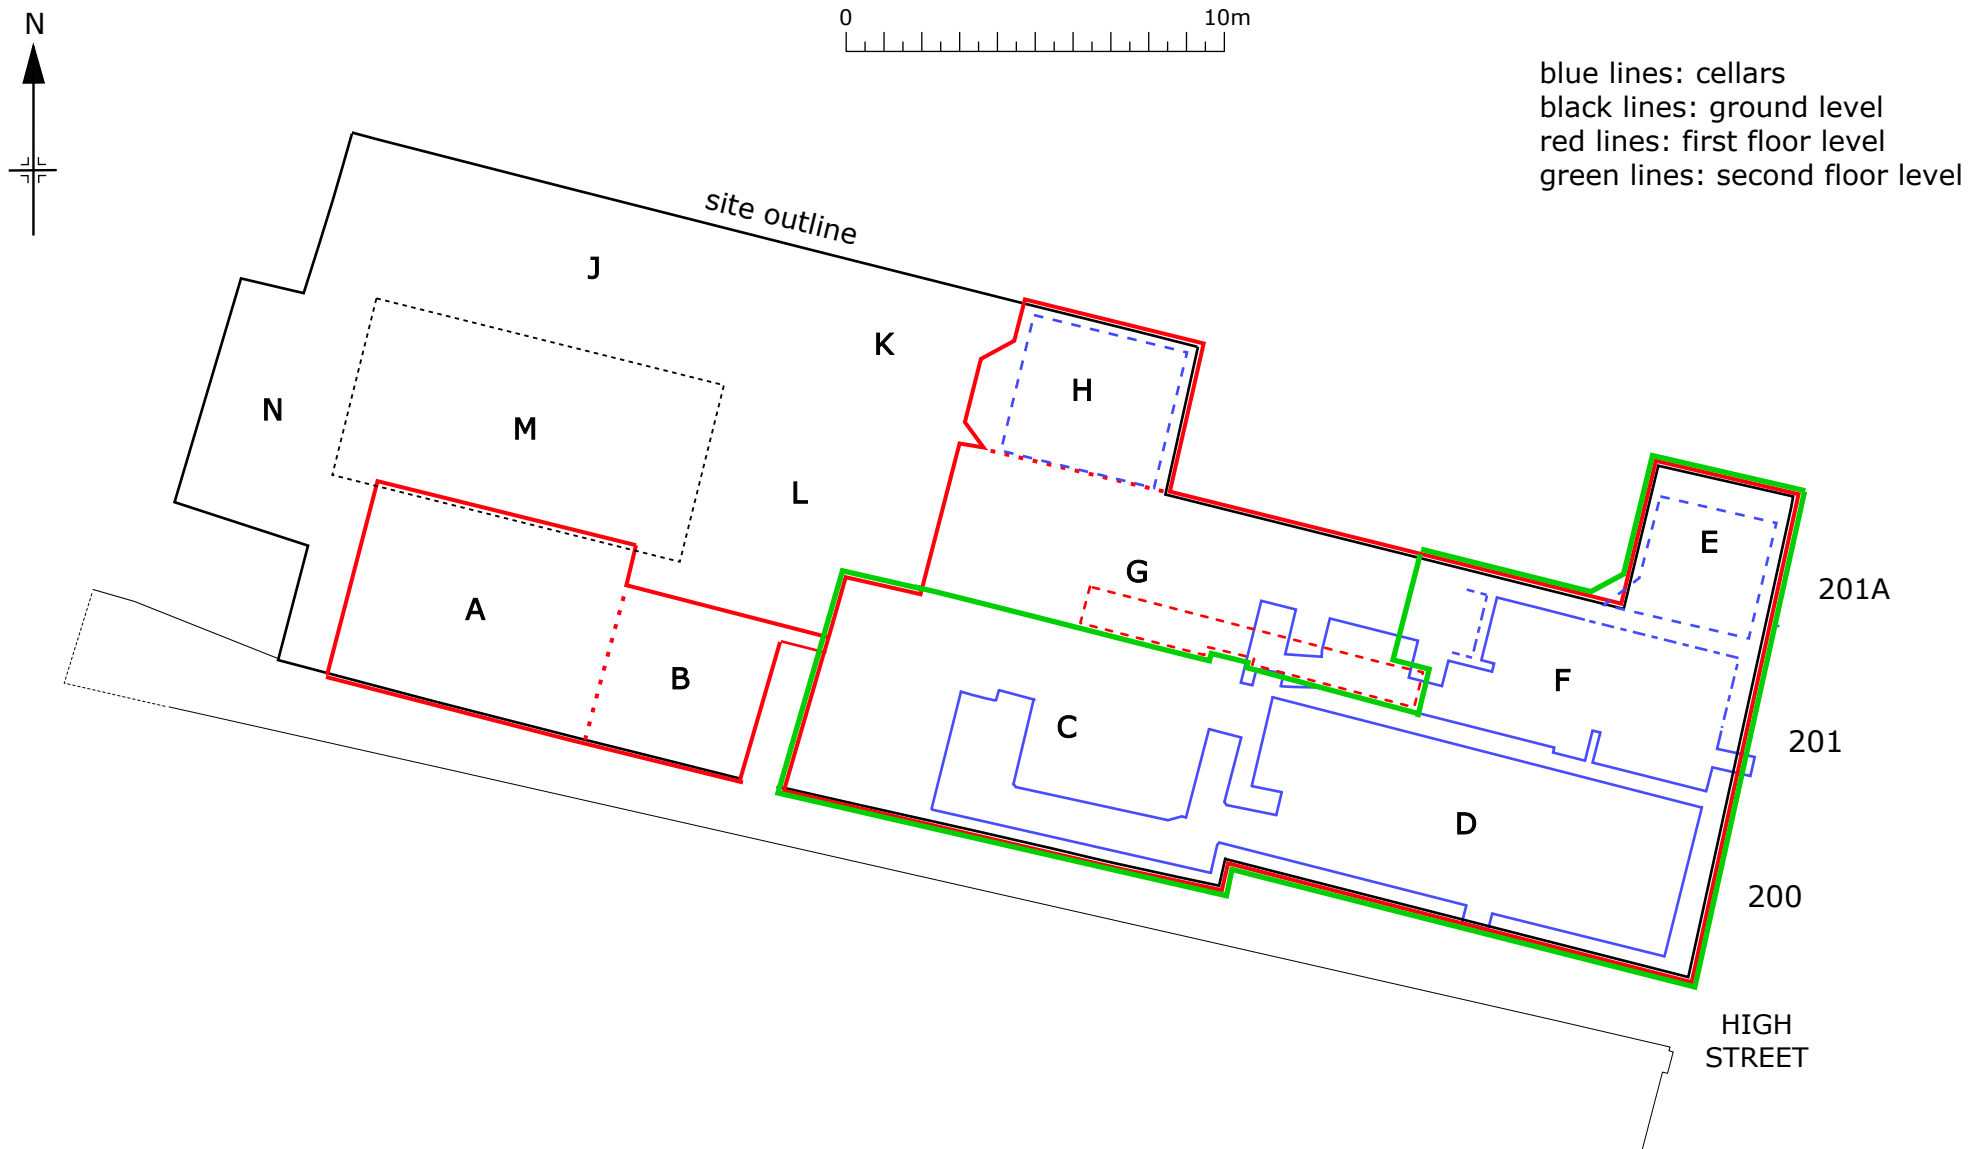 N
0 10m
blue lines: cellars
black lines: ground level
red lines: first floor level
green lines: second floor level
site outline
J
K
H
N
M
L
E
G
201A
A
B
F
C
201
D
200
HIGH
STREET